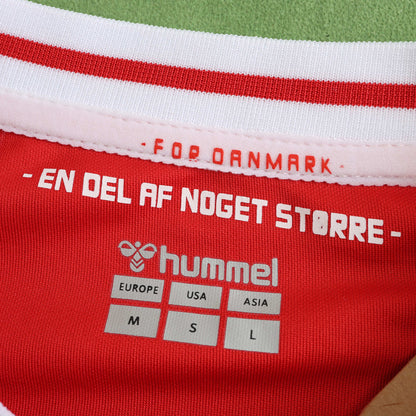 - FOR DANMARK -
- EN DEL AF NOGET STØRRE -
hummel
EUROPE USA ASIA
M S L